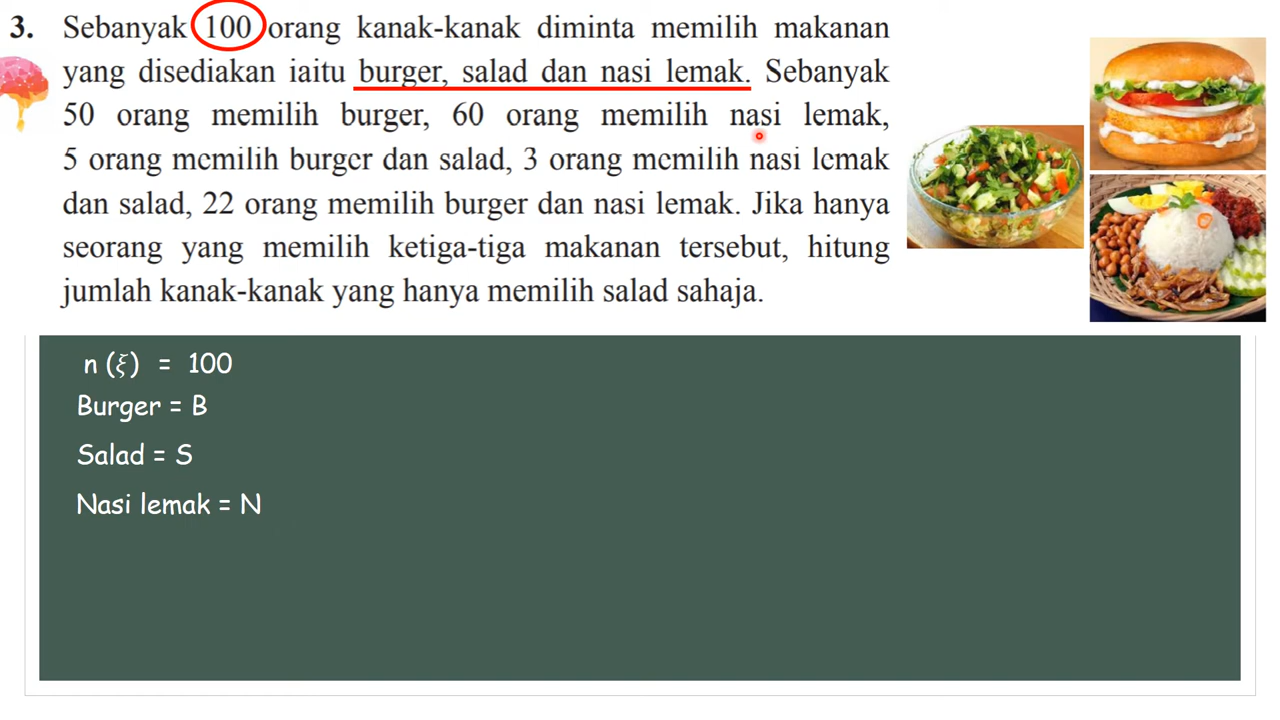 3. Sebanyak 100 orang kanak-kanak diminta memilih makanan
yang disediakan iaitu burger, salad dan nasi lemak. Sebanyak
50 orang memilih burger, 60 orang memilih nasi lemak,
5 orang memilih burger dan salad, 3 orang memilih nasi lemak
dan salad, 22 orang memilih burger dan nasi lemak. Jika hanya
seorang yang memilih ketiga-tiga makanan tersebut, hitung
jumlah kanak-kanak yang hanya memilih salad sahaja.
n (ξ) = 100
Burger = B
Salad = S
Nasi lemak = N